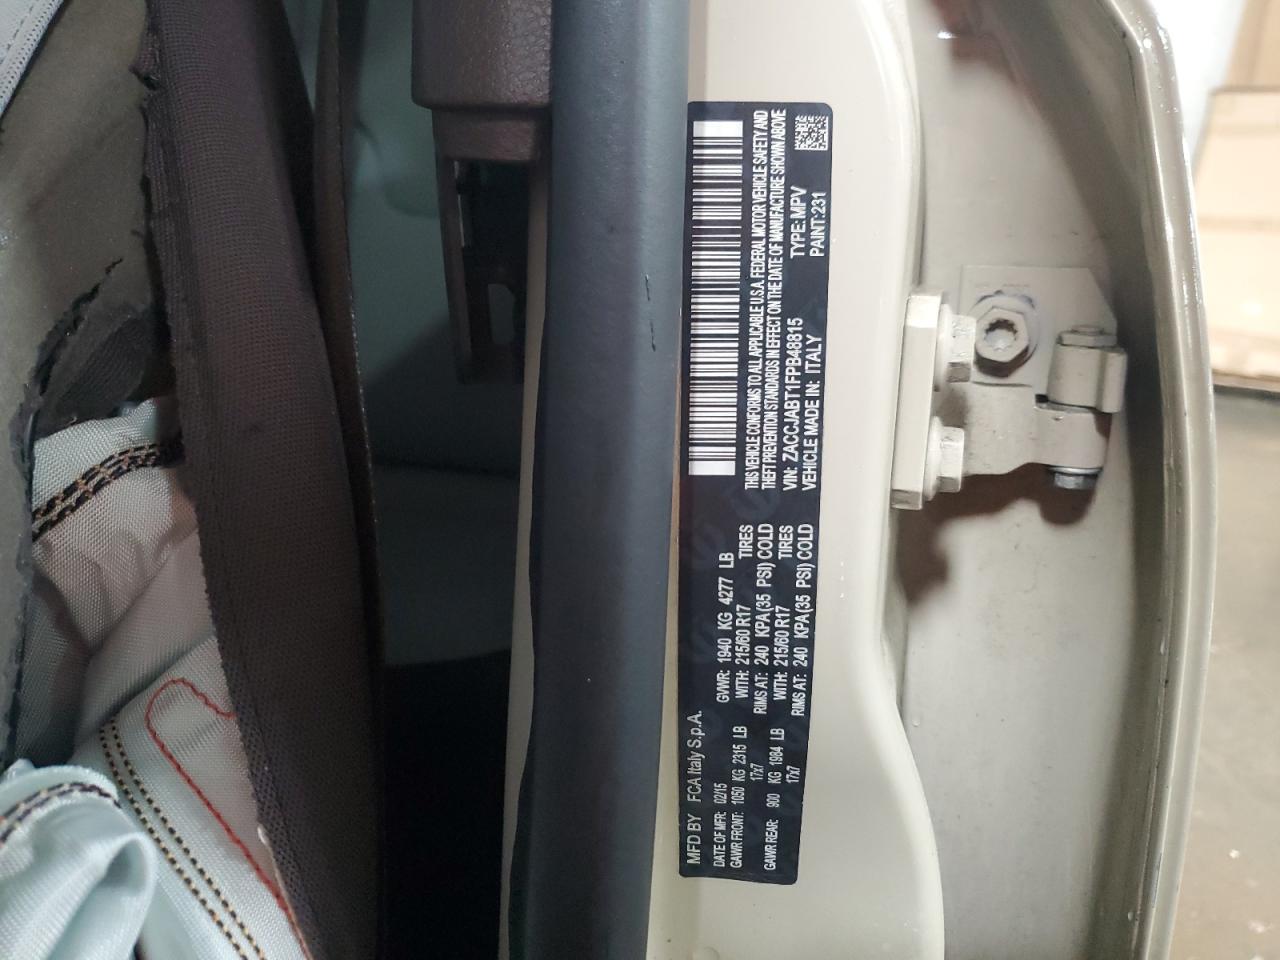 MFD BY FCA Italy S.p.A.
DATE OF MFR: 02/15 GVWR: 1940 KG 4277 LB
GAWR FRONT: 1050 KG 2315 LB WITH: 215/60 R17 TIRES
17x7 RIMS AT: 240 KPA(35 PSI) COLD
GAWR REAR: 900 KG 1984 LB WITH: 215/60 R17 TIRES
17x7 RIMS AT: 240 KPA(35 PSI) COLD
THIS VEHICLE CONFORMS TO ALL APPLICABLE U.S.A. FEDERAL MOTOR VEHICLE SAFETY AND
THEFT PREVENTION STANDARDS IN EFFECT ON THE DATE OF MANUFACTURE SHOWN ABOVE
VIN: ZACCJABT1FPB48815 TYPE: MPV
VEHICLE MADE IN: ITALY PAINT: 231